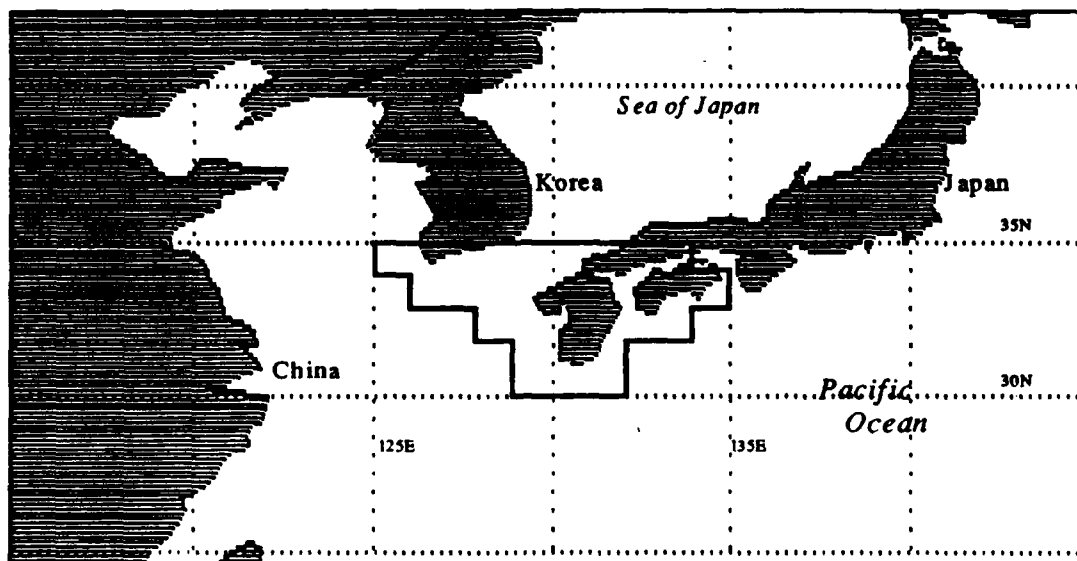 Sea of Japan
Korea
Japan
35N
China
30N
Pacific
Ocean
125E
135E